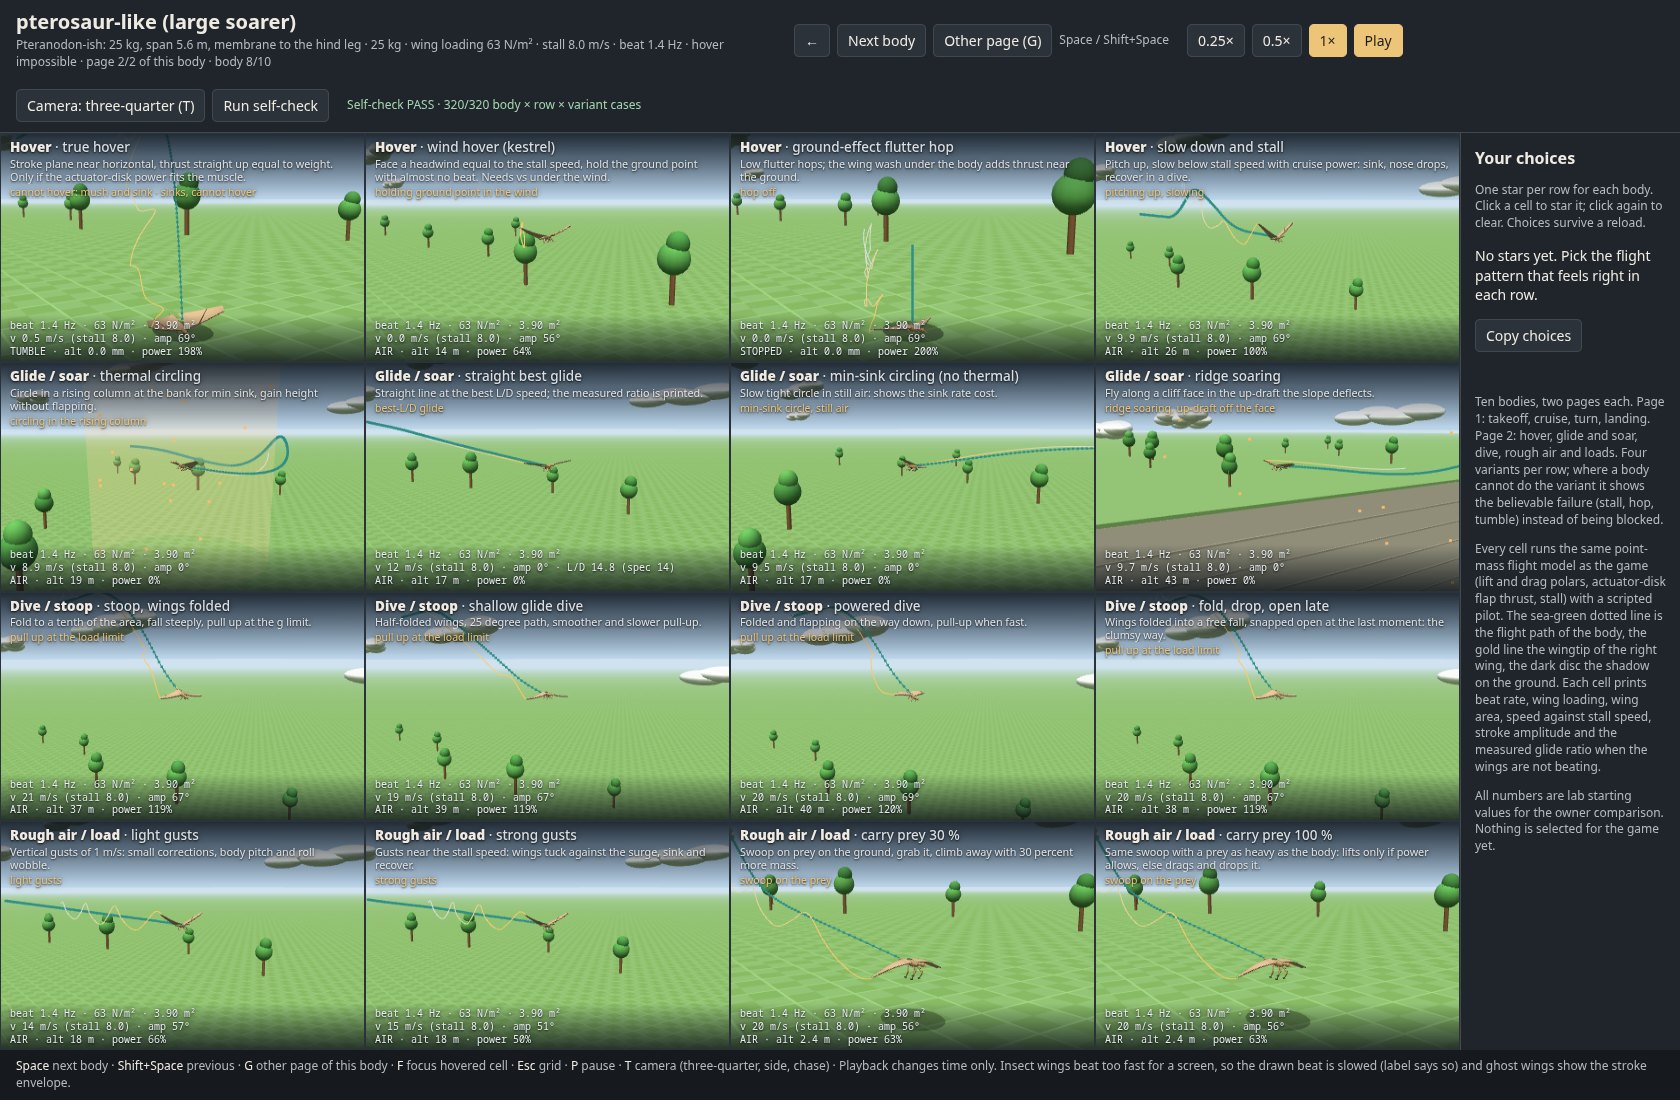 pterosaur-like (large soarer)
Pteranodon-ish: 25 kg, span 5.6 m, membrane to the hind leg · 25 kg · wing loading 63 N/m² · stall 8.0 m/s · beat 1.4 Hz · hover
impossible · page 2/2 of this body · body 8/10
← Next body Other page (G) Space / Shift+Space 0.25× 0.5× 1× Play
Camera: three-quarter (T) Run self-check Self-check PASS · 320/320 body × row × variant cases
Hover · true hover
Stroke plane near horizontal, thrust straight up equal to weight.
Only if the actuator-disk power fits the muscle.
cannot hover: mush and sink · sinks, cannot hover
beat 1.4 Hz · 63 N/m² · 3.90 m²
v 0.5 m/s (stall 8.0) · amp 69°
TUMBLE · alt 0.0 mm · power 198%
Hover · wind hover (kestrel)
Face a headwind equal to the stall speed, hold the ground point
with almost no beat. Needs vs under the wind.
holding ground point in the wind
beat 1.4 Hz · 63 N/m² · 3.90 m²
v 0.0 m/s (stall 8.0) · amp 56°
AIR · alt 14 m · power 64%
Hover · ground-effect flutter hop
Low flutter hops; the wing wash under the body adds thrust near
the ground.
hop off
beat 1.4 Hz · 63 N/m² · 3.90 m²
v 0.0 m/s (stall 8.0) · amp 69°
STOPPED · alt 0.0 mm · power 200%
Hover · slow down and stall
Pitch up, slow below stall speed with cruise power: sink, nose drops,
recover in a dive.
pitching up, slowing
beat 1.4 Hz · 63 N/m² · 3.90 m²
v 9.9 m/s (stall 8.0) · amp 69°
AIR · alt 26 m · power 100%
Glide / soar · thermal circling
Circle in a rising column at the bank for min sink, gain height
without flapping.
circling in the rising column
beat 1.4 Hz · 63 N/m² · 3.90 m²
v 8.9 m/s (stall 8.0) · amp 0°
AIR · alt 19 m · power 0%
Glide / soar · straight best glide
Straight line at the best L/D speed; the measured ratio is printed.
best-L/D glide
beat 1.4 Hz · 63 N/m² · 3.90 m²
v 12 m/s (stall 8.0) · amp 0° · L/D 14.8 (spec 14)
AIR · alt 17 m · power 0%
Glide / soar · min-sink circling (no thermal)
Slow tight circle in still air: shows the sink rate cost.
min-sink circle, still air
beat 1.4 Hz · 63 N/m² · 3.90 m²
v 9.5 m/s (stall 8.0) · amp 0°
AIR · alt 17 m · power 0%
Glide / soar · ridge soaring
Fly along a cliff face in the up-draft the slope deflects.
ridge soaring, up-draft off the face
beat 1.4 Hz · 63 N/m² · 3.90 m²
v 9.7 m/s (stall 8.0) · amp 0°
AIR · alt 43 m · power 0%
Dive / stoop · stoop, wings folded
Fold to a tenth of the area, fall steeply, pull up at the g limit.
pull up at the load limit
beat 1.4 Hz · 63 N/m² · 3.90 m²
v 21 m/s (stall 8.0) · amp 67°
AIR · alt 37 m · power 119%
Dive / stoop · shallow glide dive
Half-folded wings, 25 degree path, smoother and slower pull-up.
pull up at the load limit
beat 1.4 Hz · 63 N/m² · 3.90 m²
v 19 m/s (stall 8.0) · amp 67°
AIR · alt 39 m · power 119%
Dive / stoop · powered dive
Folded and flapping on the way down, pull-up when fast.
pull up at the load limit
beat 1.4 Hz · 63 N/m² · 3.90 m²
v 20 m/s (stall 8.0) · amp 69°
AIR · alt 40 m · power 120%
Dive / stoop · fold, drop, open late
Wings folded into a free fall, snapped open at the last moment: the
clumsy way.
pull up at the load limit
beat 1.4 Hz · 63 N/m² · 3.90 m²
v 20 m/s (stall 8.0) · amp 67°
AIR · alt 38 m · power 119%
Rough air / load · light gusts
Vertical gusts of 1 m/s: small corrections, body pitch and roll
wobble.
light gusts
beat 1.4 Hz · 63 N/m² · 3.90 m²
v 14 m/s (stall 8.0) · amp 57°
AIR · alt 18 m · power 66%
Rough air / load · strong gusts
Gusts near the stall speed: wings tuck against the surge, sink and
recover.
strong gusts
beat 1.4 Hz · 63 N/m² · 3.90 m²
v 15 m/s (stall 8.0) · amp 51°
AIR · alt 18 m · power 50%
Rough air / load · carry prey 30 %
Swoop on prey on the ground, grab it, climb away with 30 percent
more mass.
swoop on the prey
beat 1.4 Hz · 63 N/m² · 3.90 m²
v 20 m/s (stall 8.0) · amp 56°
AIR · alt 2.4 m · power 63%
Rough air / load · carry prey 100 %
Same swoop with a prey as heavy as the body: lifts only if power
allows, else drags and drops it.
swoop on the prey
beat 1.4 Hz · 63 N/m² · 3.90 m²
v 20 m/s (stall 8.0) · amp 56°
AIR · alt 2.4 m · power 63%
Your choices
One star per row for each body.
Click a cell to star it; click again to
clear. Choices survive a reload.
No stars yet. Pick the flight
pattern that feels right in
each row.
Copy choices
Ten bodies, two pages each. Page
1: takeoff, cruise, turn, landing.
Page 2: hover, glide and soar,
dive, rough air and loads. Four
variants per row; where a body
cannot do the variant it shows
the believable failure (stall, hop,
tumble) instead of being blocked.
Every cell runs the same point-
mass flight model as the game
(lift and drag polars, actuator-disk
flap thrust, stall) with a scripted
pilot. The sea-green dotted line is
the flight path of the body, the
gold line the wingtip of the right
wing, the dark disc the shadow
on the ground. Each cell prints
beat rate, wing loading, wing
area, speed against stall speed,
stroke amplitude and the
measured glide ratio when the
wings are not beating.
All numbers are lab starting
values for the owner comparison.
Nothing is selected for the game
yet.
Space next body · Shift+Space previous · G other page of this body · F focus hovered cell · Esc grid · P pause · T camera (three-quarter, side, chase) · Playback changes time only. Insect wings beat too fast for a screen, so the drawn beat is slowed (label says so) and ghost wings show the stroke
envelope.